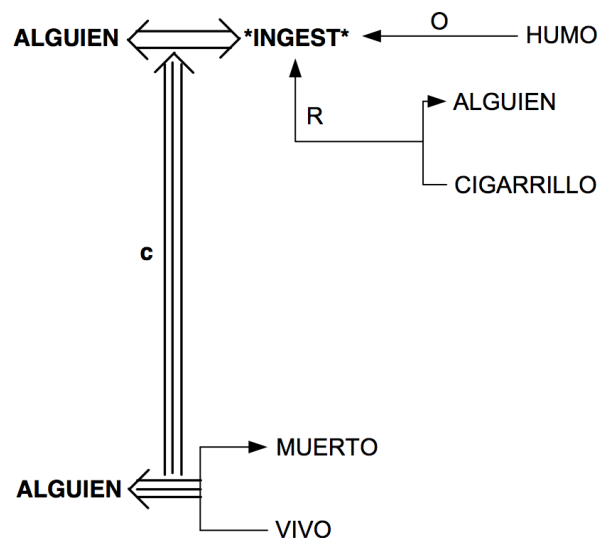 ALGUIEN *INGEST* O HUMO
R ALGUIEN
CIGARRILLO
c
MUERTO
ALGUIEN
VIVO